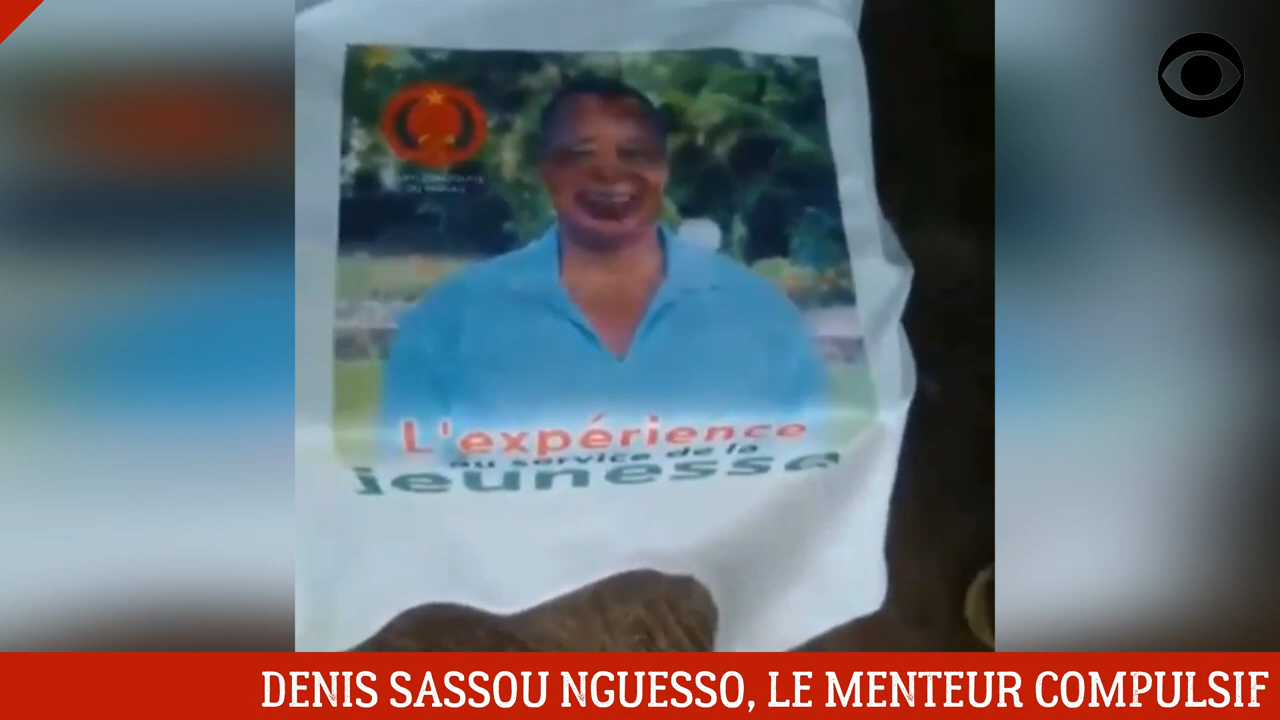 L'expérience
au service de la
jeunesse
DENIS SASSOU NGUESSO, LE MENTEUR COMPULSIF